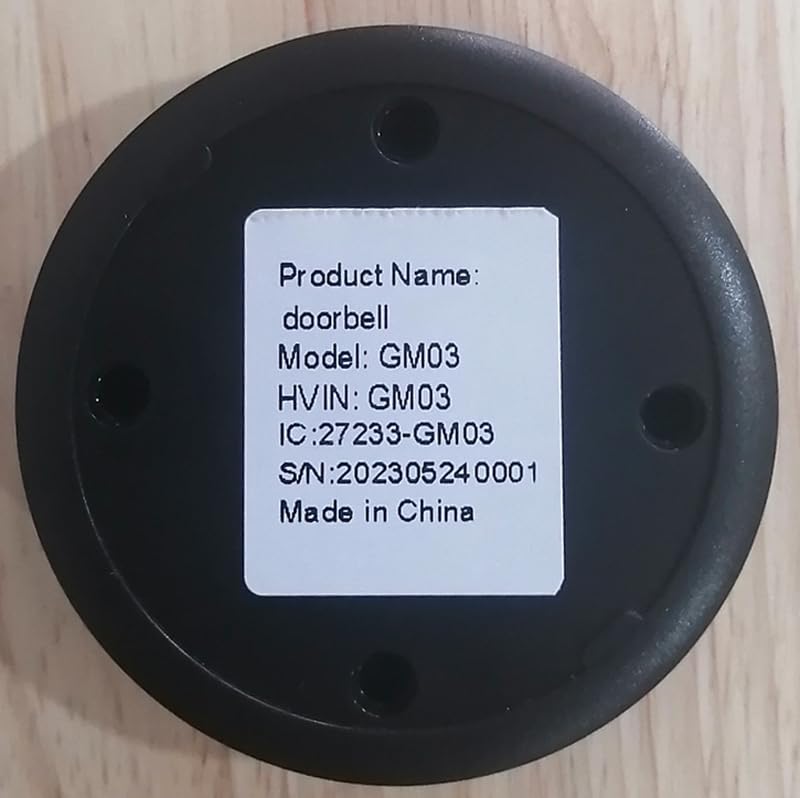 Product Name:
doorbell
Model: GM03
HVIN: GM03
IC:27233-GM03
S/N:202305240001
Made in China